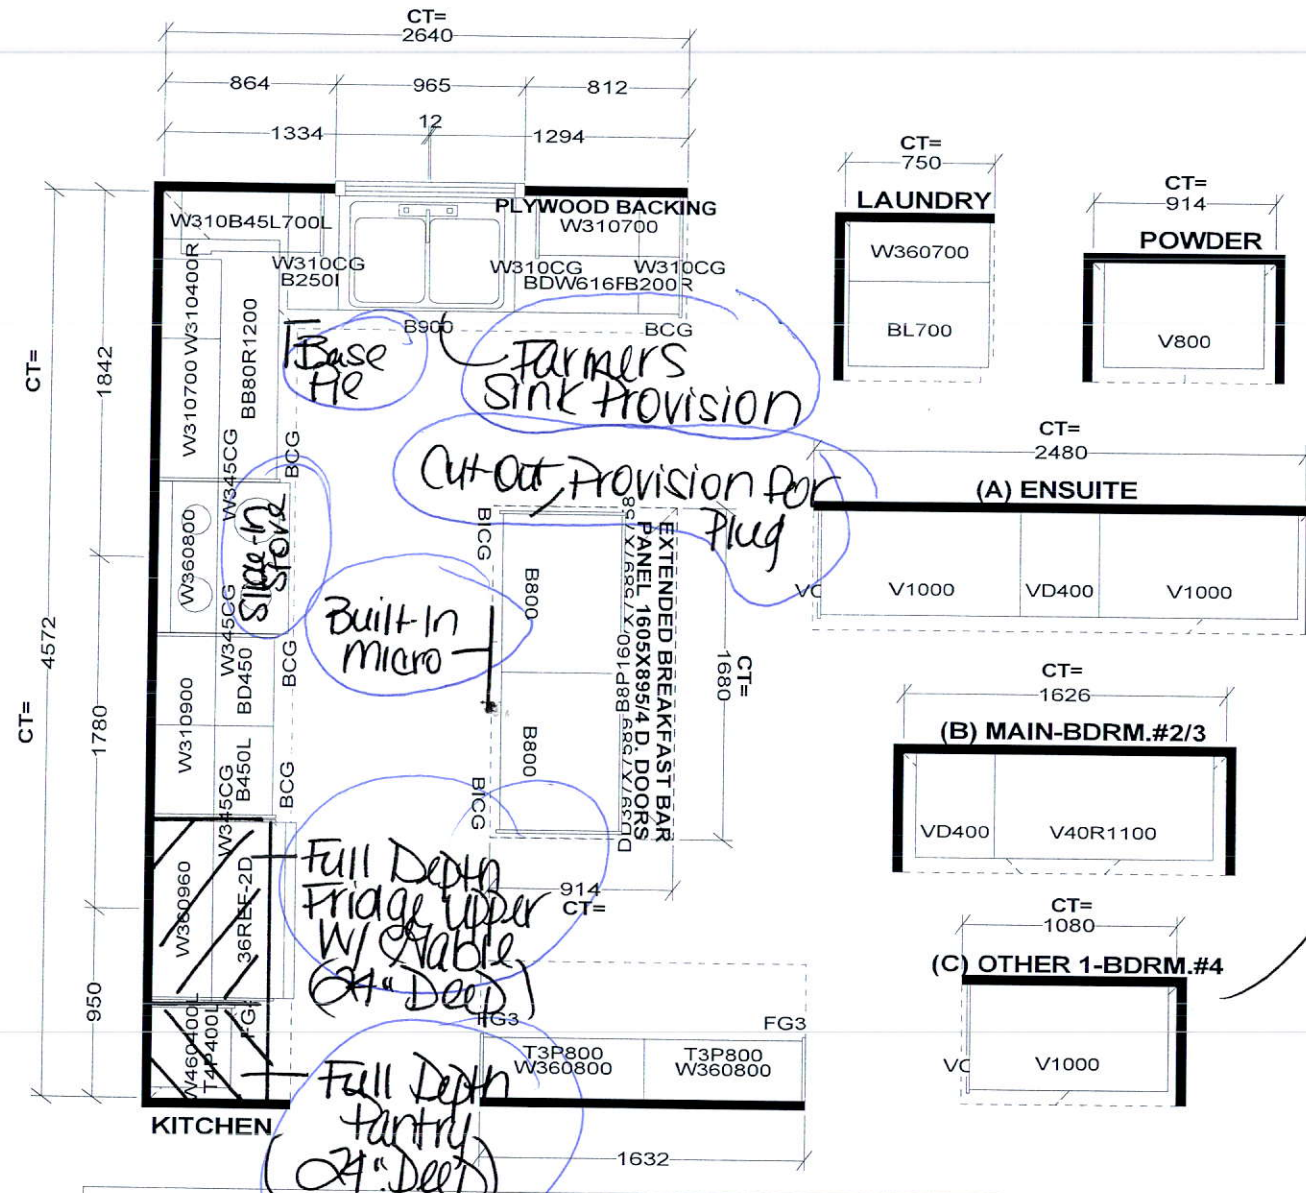 CT=
2640
864
965
812
1334
12
1294
W310B45L700L
PLYWOOD BACKING
W310700
W310CG
B250
W310CG
W310CG
B900
BCG
CT=
1842
4572
CT=
1780
950
W310400R
W310700
BB80R1200
W345CG
BCG
W360800
W345CG
BCG
BD450
W310900
B450L
W345CG
BCG
W360960
36REF-2D
W460400L
T4P400L
KITCHEN
Base
Farmers
Sink Provision
Cut-Out Provision for
Plug
Slide-In
Stove
Built-In
Micro
BICG
B800
B800
BICG
EXTENDED BREAKFAST BAR
PANEL 1605X895/4 D. DOORS
CT=
1680
914
CT=
Full Depth
Fridge upper
W/ Gable
(24" Deep)
FG3
FG3
T3P800
W360800
T3P800
W360800
1632
Full Depth
Pantry
(24" Deep)
CT=
750
LAUNDRY
W360700
BL700
CT=
914
POWDER
V800
CT=
2480
(A) ENSUITE
V1000
VD400
V1000
CT=
1626
(B) MAIN-BDRM.#2/3
VD400
V40R1100
CT=
1080
(C) OTHER 1-BDRM.#4
V1000